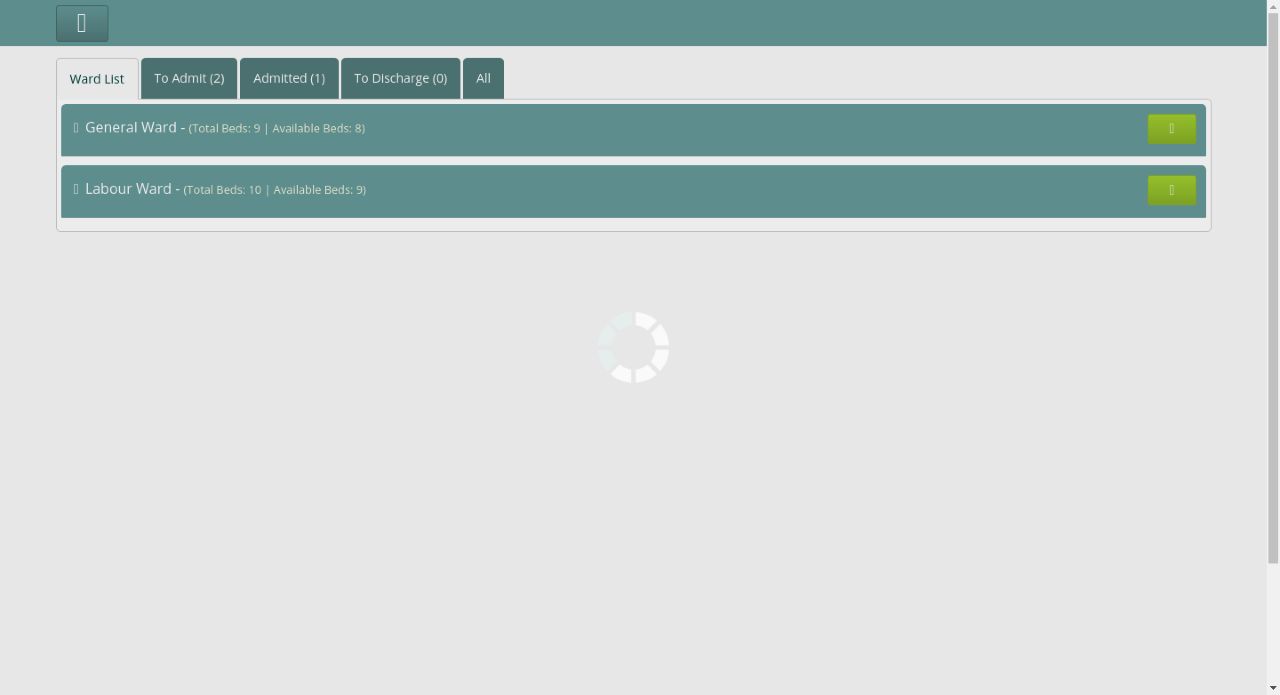 Ward List
To Admit (2)
Admitted (1)
To Discharge (0)
All
General Ward - (Total Beds: 9 | Available Beds: 8)
Labour Ward - (Total Beds: 10 | Available Beds: 9)